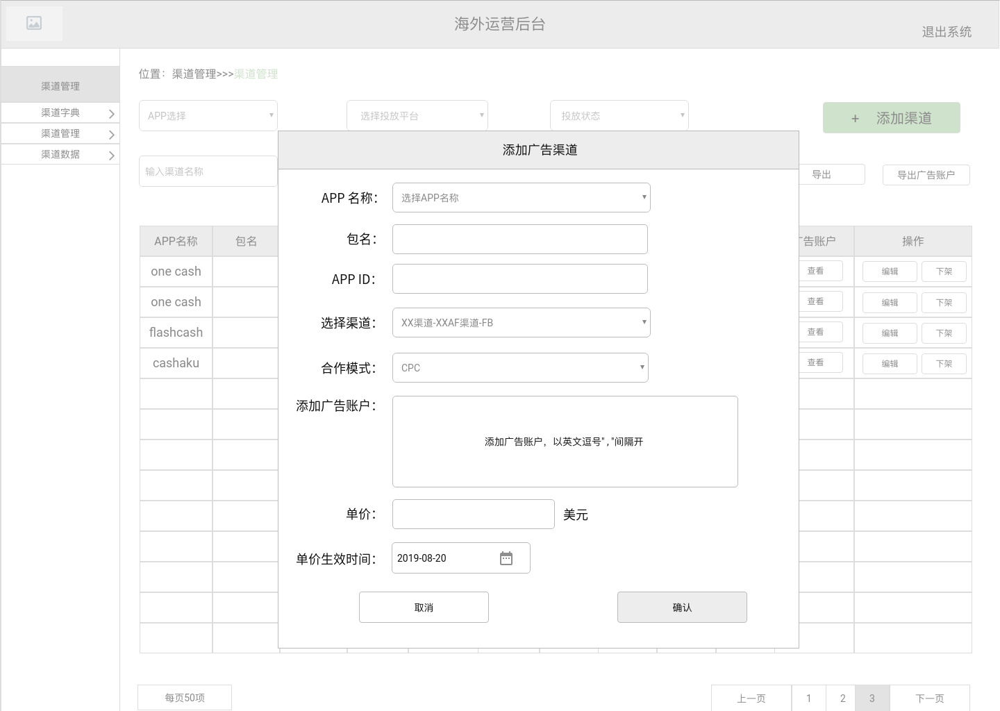 海外运营后台
退出系统
渠道管理
渠道字典
渠道管理
渠道数据
位置：渠道管理>>>渠道管理
APP选择
选择投放平台
投放状态
+ 添加渠道
输入渠道名称
导出
导出广告账户
添加广告渠道
APP 名称：
选择APP名称
包名：
APP ID：
选择渠道：
XX渠道-XXAF渠道-FB
合作模式：
CPC
添加广告账户：
添加广告账户，以英文逗号" , "间隔开
单价：
美元
单价生效时间：
2019-08-20
取消
确认
APP名称 包名 广告账户 操作
one cash 查看 编辑 下架
one cash 查看 编辑 下架
flashcash 查看 编辑 下架
cashaku 查看 编辑 下架
每页50项
上一页 1 2 3 下一页